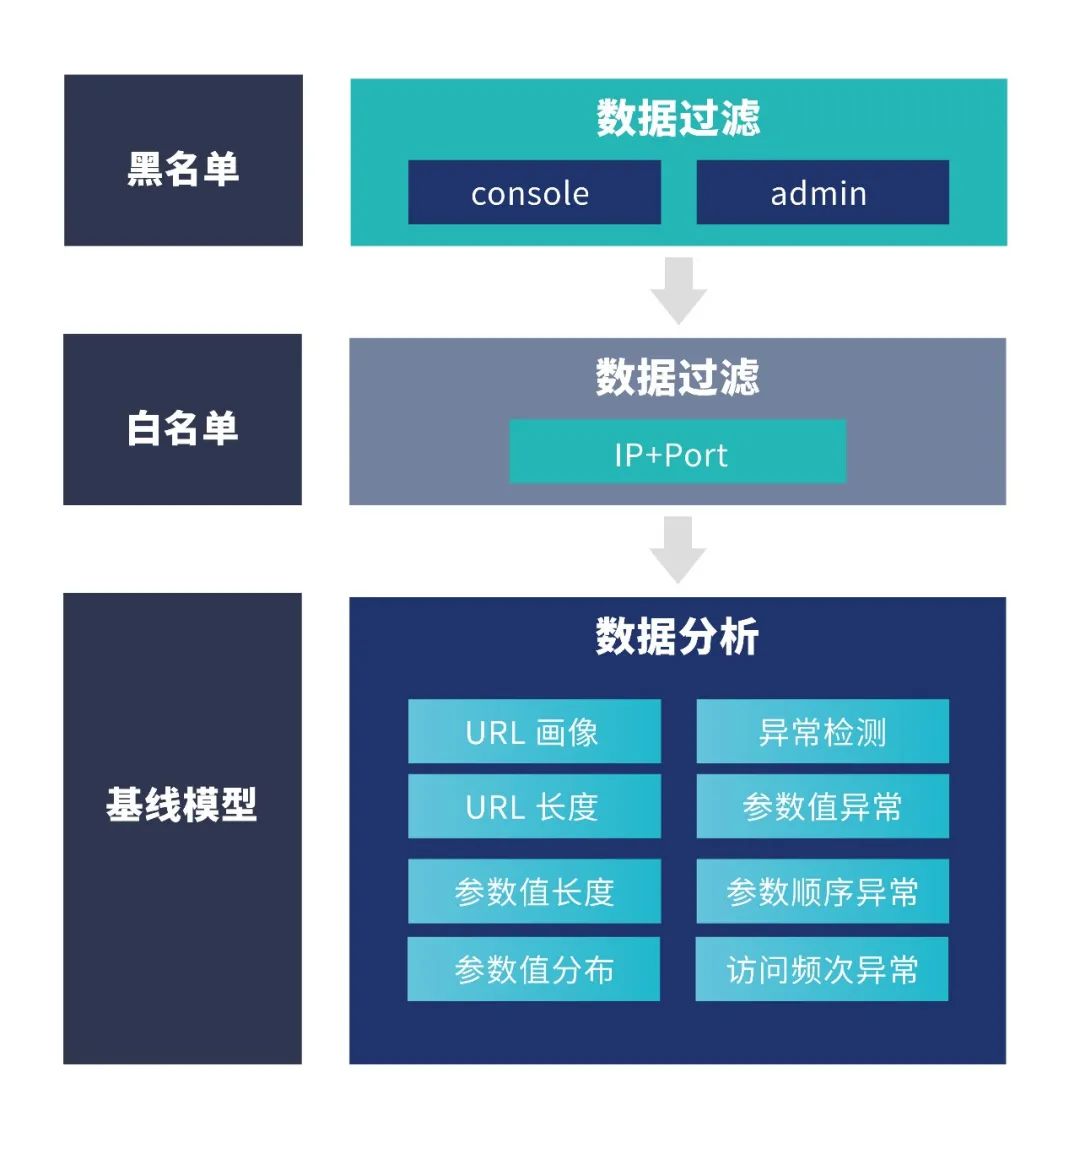 黑名单
数据过滤
console
admin
白名单
数据过滤
IP+Port
基线模型
数据分析
URL 画像
异常检测
URL 长度
参数值异常
参数值长度
参数顺序异常
参数值分布
访问频次异常